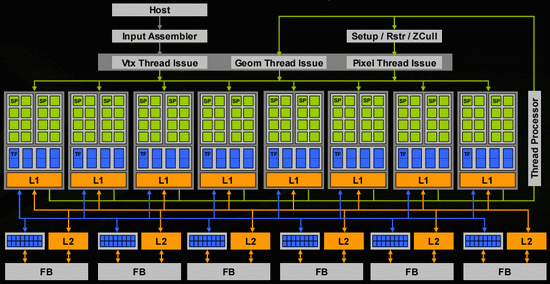 Host
Input Assembler
Setup / Rstr / ZCull
Vtx Thread Issue
Geom Thread Issue
Pixel Thread Issue
Thread Processor
SP SP SP SP SP SP SP SP SP SP SP SP SP SP SP SP
TF TF TF TF TF TF TF TF
L1 L1 L1 L1 L1 L1 L1 L1
L2 L2 L2 L2 L2 L2
FB FB FB FB FB FB